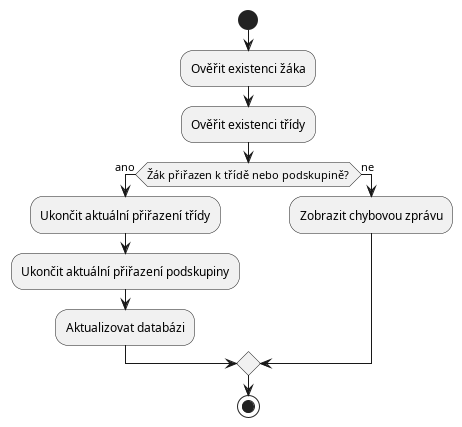 Ověřit existenci žáka
Ověřit existenci třídy
ano
Žák přiřazen k třídě nebo podskupině?
ne
Ukončit aktuální přiřazení třídy
Zobrazit chybovou zprávu
Ukončit aktuální přiřazení podskupiny
Aktualizovat databázi